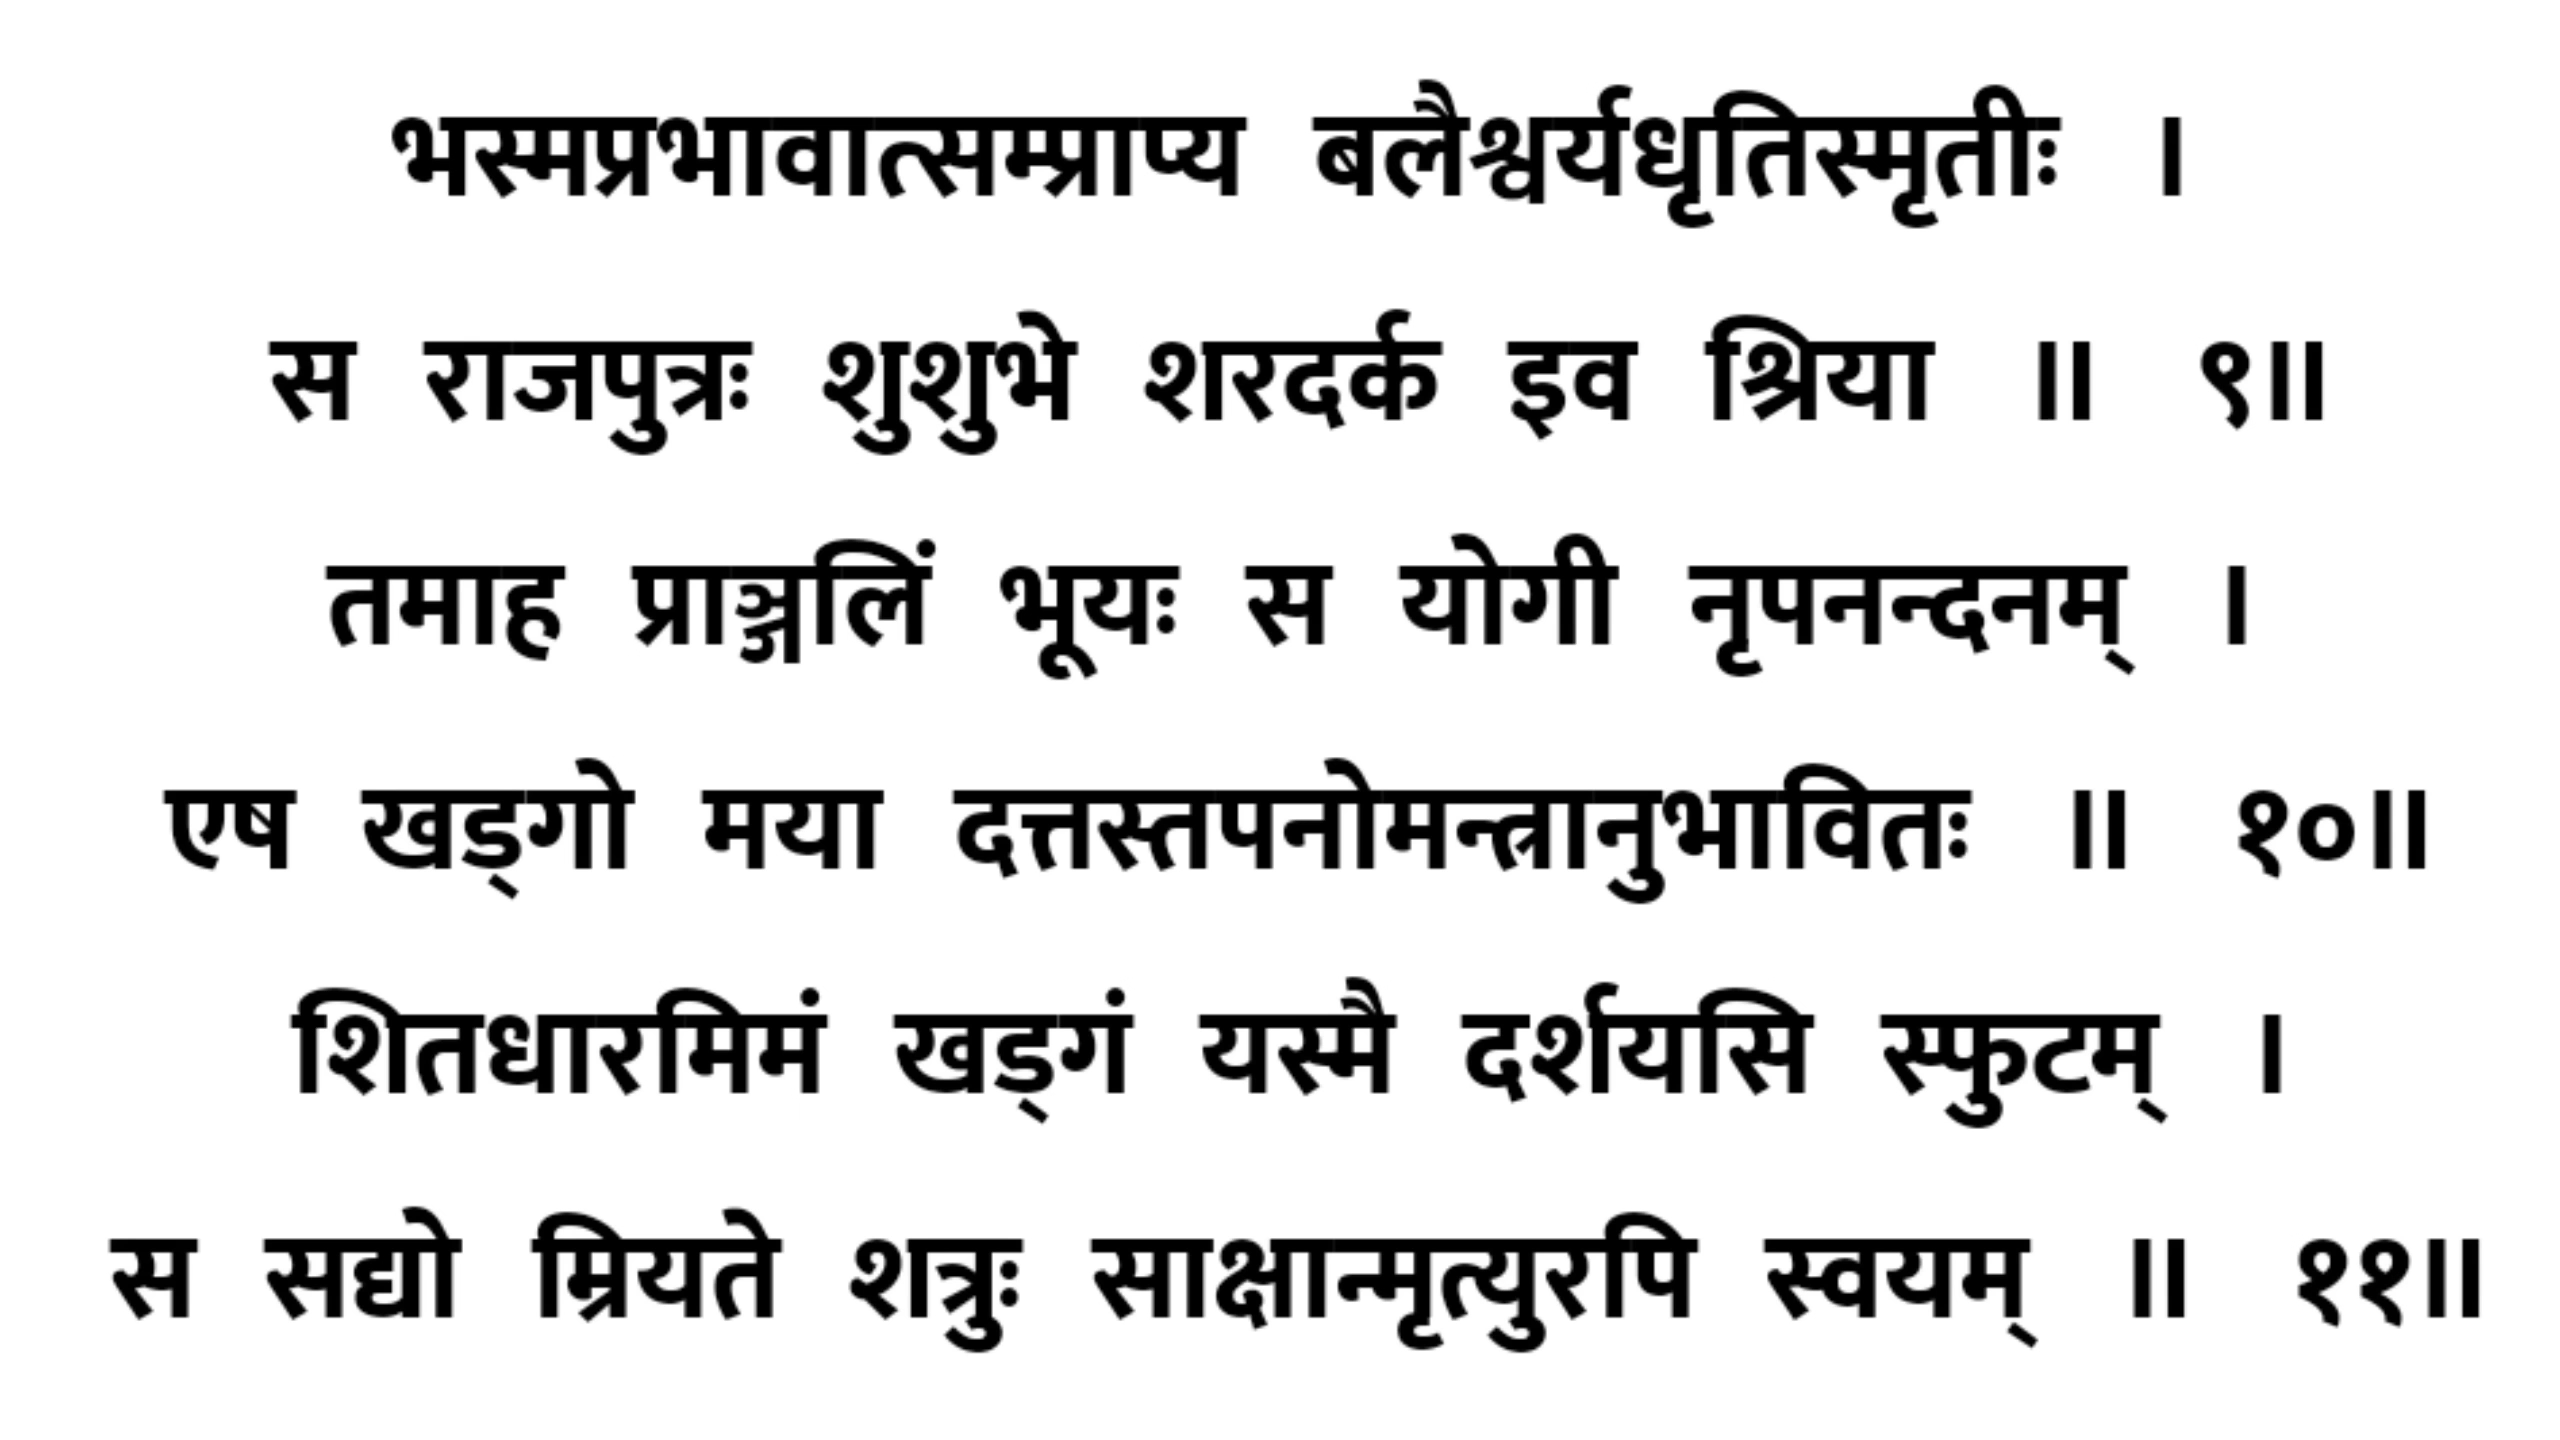 भस्मप्रभावात्सम्प्राप्य बलैश्वर्यधृतिस्मृतीः ।
स राजपुत्रः शुशुभे शरदर्क इव श्रिया ॥ ९॥
तमाह प्राञ्जलिं भूयः स योगी नृपनन्दनम् ।
एष खड्गो मया दत्तस्तपनोमन्त्रानुभावितः ॥ १०॥
शितधारमिमं खड्गं यस्मै दर्शयसि स्फुटम् ।
स सद्यो म्रियते शत्रुः साक्षान्मृत्युरपि स्वयम् ॥ ११॥